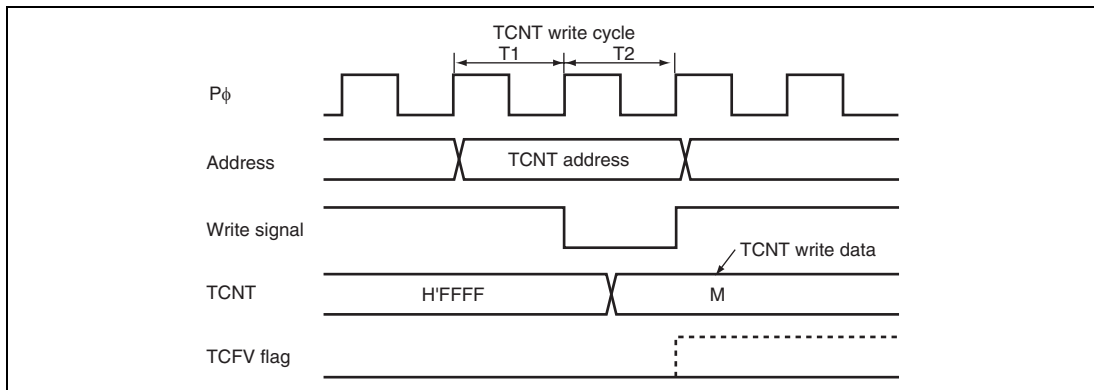 TCNT write cycle
T1 T2
Pϕ
Address TCNT address
Write signal
TCNT write data
TCNT H'FFFF M
TCFV flag